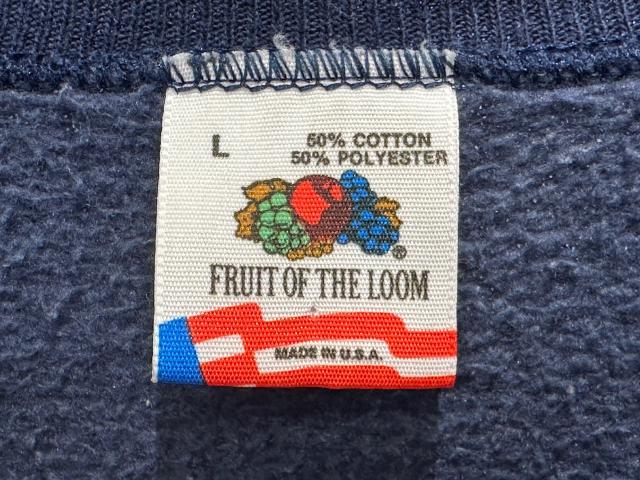 L
50% COTTON
50% POLYESTER
®
FRUIT OF THE LOOM
MADE IN U.S.A.